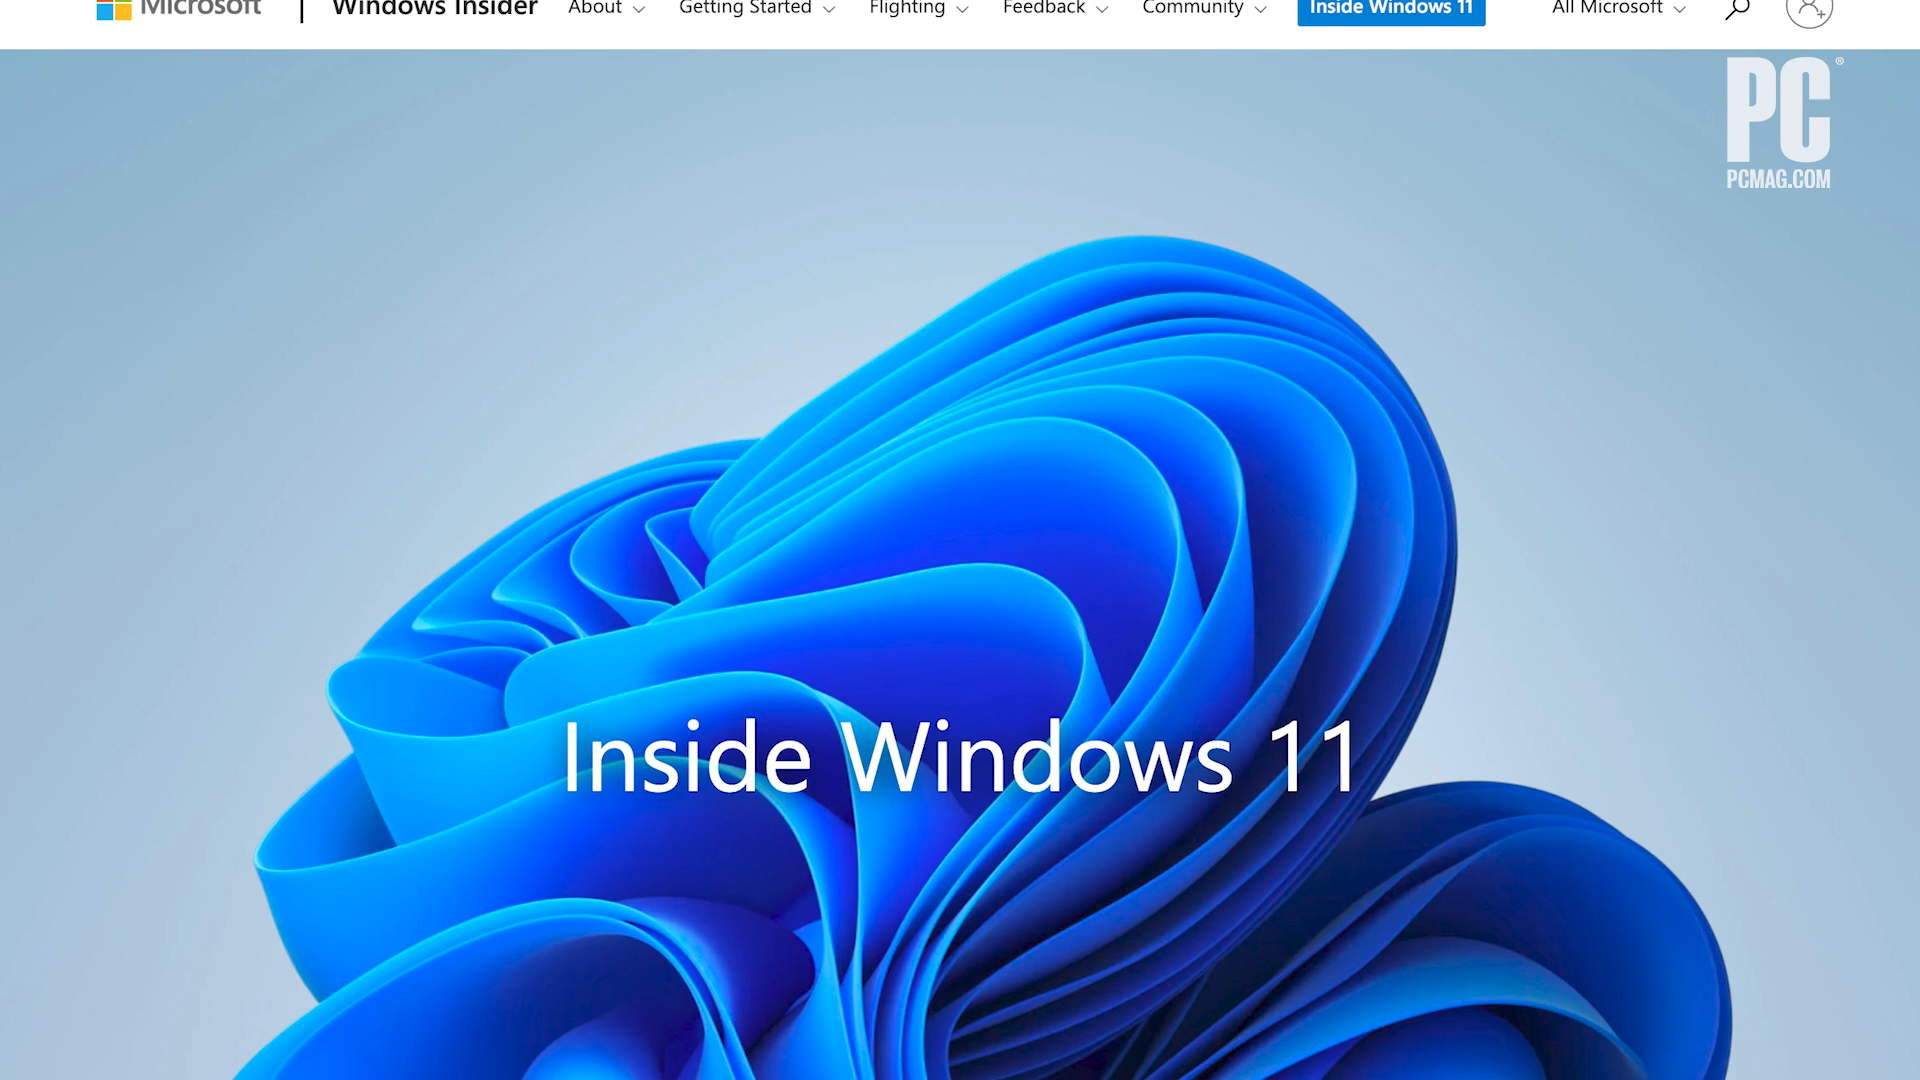 Microsoft | Windows Insider About Getting Started Flighting Feedback Community Inside Windows 11 All Microsoft
PC®
PCMAG.COM
Inside Windows 11